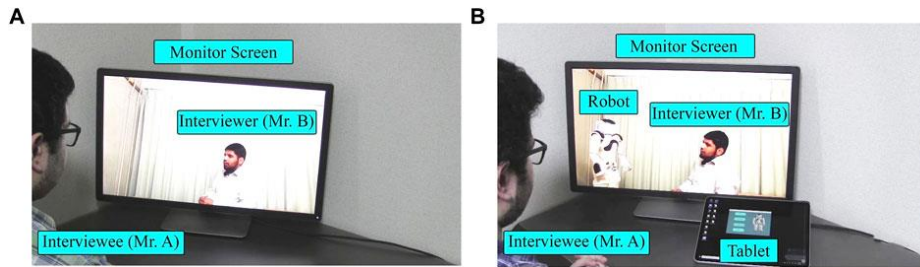 A
Monitor Screen
Interviewer (Mr. B)
Interviewee (Mr. A)
B
Monitor Screen
Robot
Interviewer (Mr. B)
Interviewee (Mr. A)
Tablet